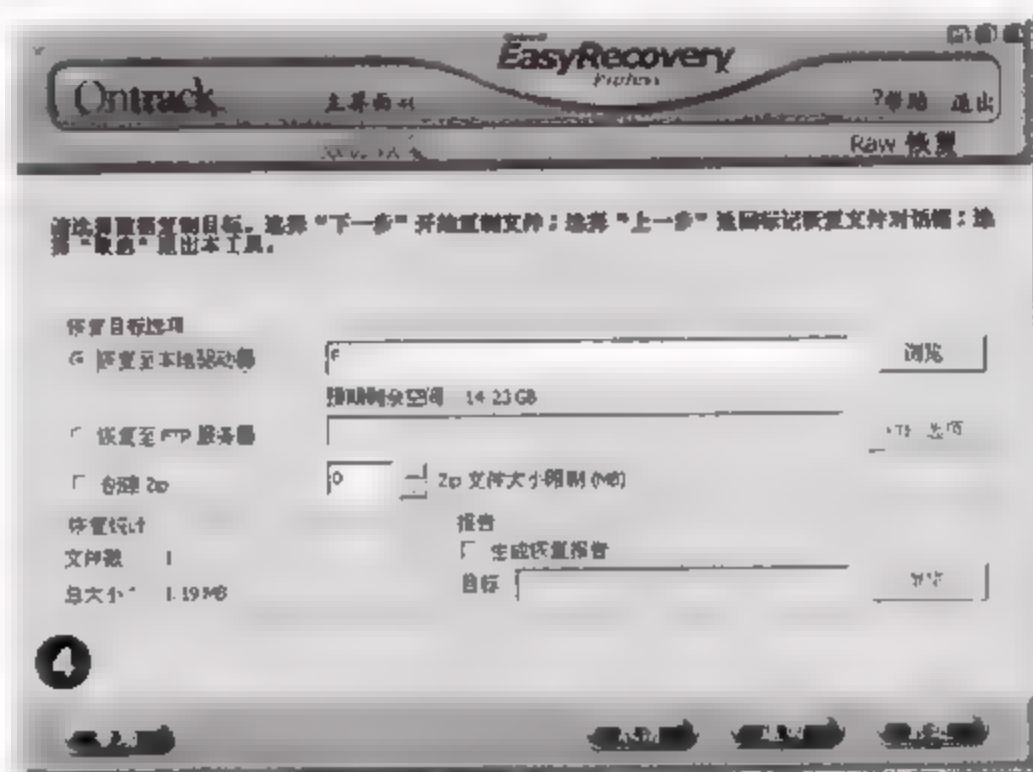 EasyRecovery
Ontrack 主界面 ?帮助 退出
Raw 恢复
请选择数据复制目标。选择“下一步”开始复制文件；选择“上一步”返回标记恢复文件对话框；选
择“取消”退出本工具。
恢复目标选项
恢复至本地驱动器 F 浏览
剩余空间 14 23 GB
恢复至 FTP 服务器 选项
创建 Zip 0 Zip 文件大小限制 (MB)
恢复统计 报告
文件数 1 生成恢复报告
总大小 1.19 MB 目标
4